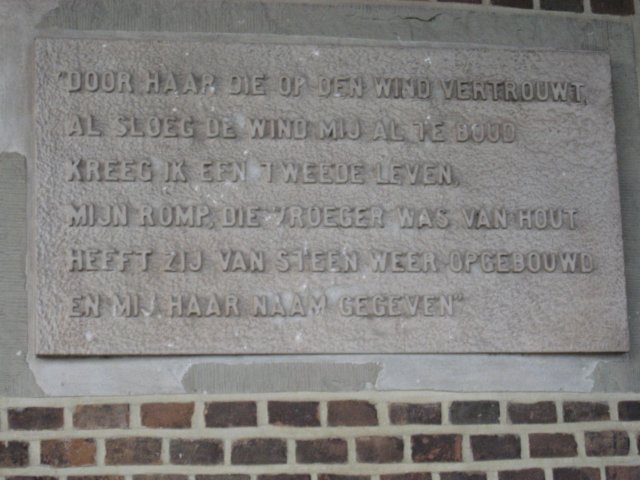 "DOOR HAAR DIE OP DEN WIND VERTROUWT,
AL SLOEG DE WIND MIJ AL TE BOUD
KREEG IK EEN TWEEDE LEVEN,
MIJN ROMP, DIE VROEGER WAS VAN HOUT
HEEFT ZIJ VAN STEEN WEER OPGEBOUWD
EN MIJ HAAR NAAM GEGEVEN"